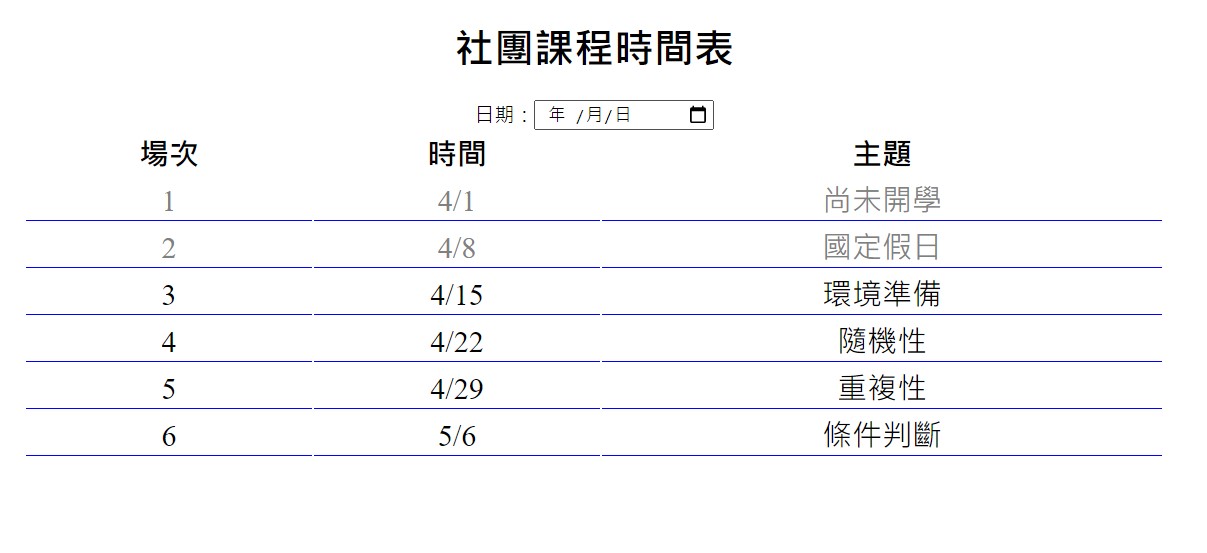 社團課程時間表
日期：年 /月/日
場次 時間 主題
1 4/1 尚未開學
2 4/8 國定假日
3 4/15 環境準備
4 4/22 隨機性
5 4/29 重複性
6 5/6 條件判斷